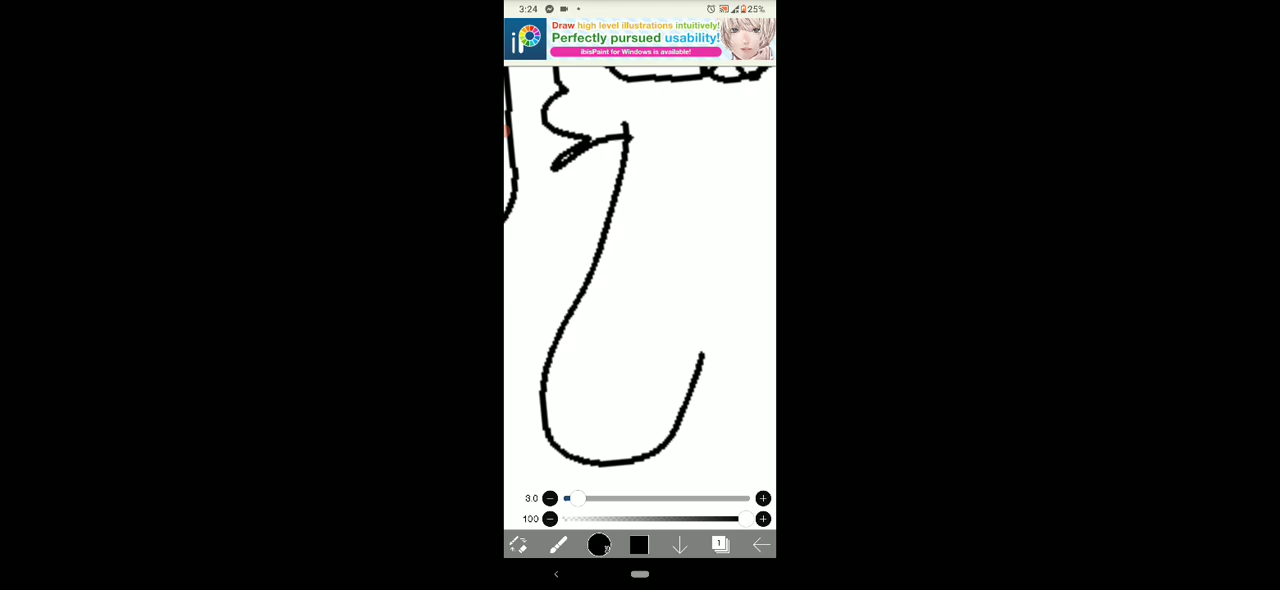 3:24
25%
iP
Draw high level illustrations intuitively!
Perfectly pursued usability!
ibisPaint for Windows is available!
3.0
100
1